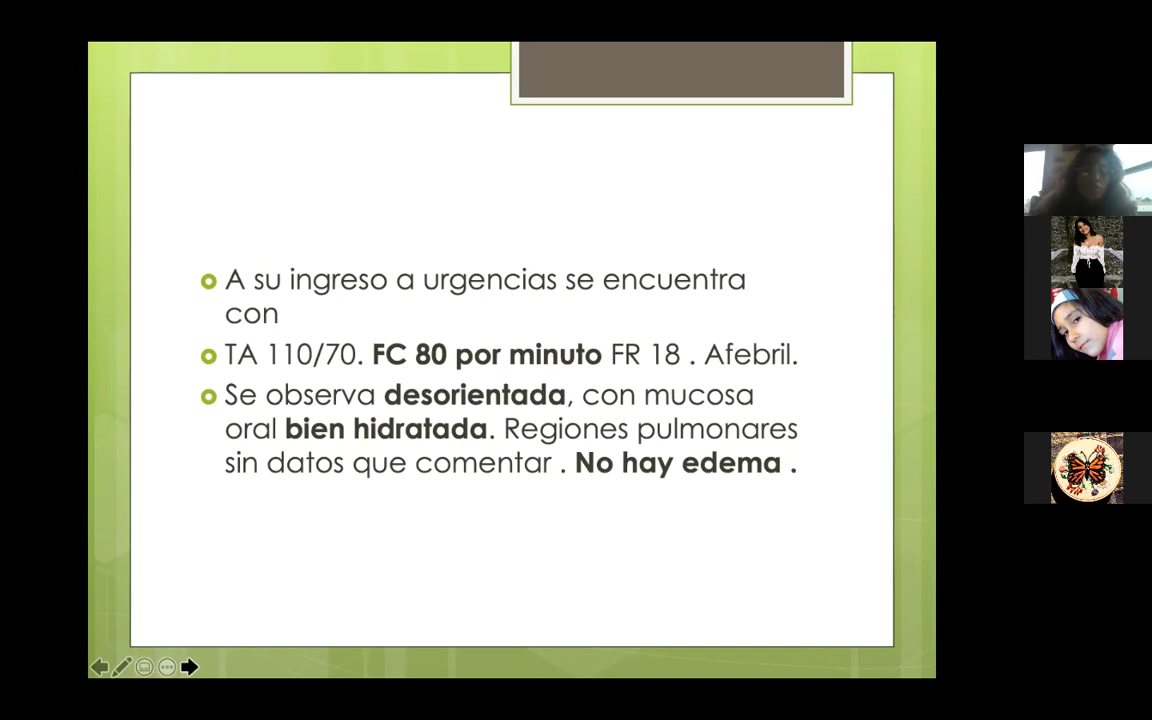 A su ingreso a urgencias se encuentra
con
TA 110/70. FC 80 por minuto FR 18 . Afebril.
Se observa desorientada, con mucosa
oral bien hidratada. Regiones pulmonares
sin datos que comentar . No hay edema .